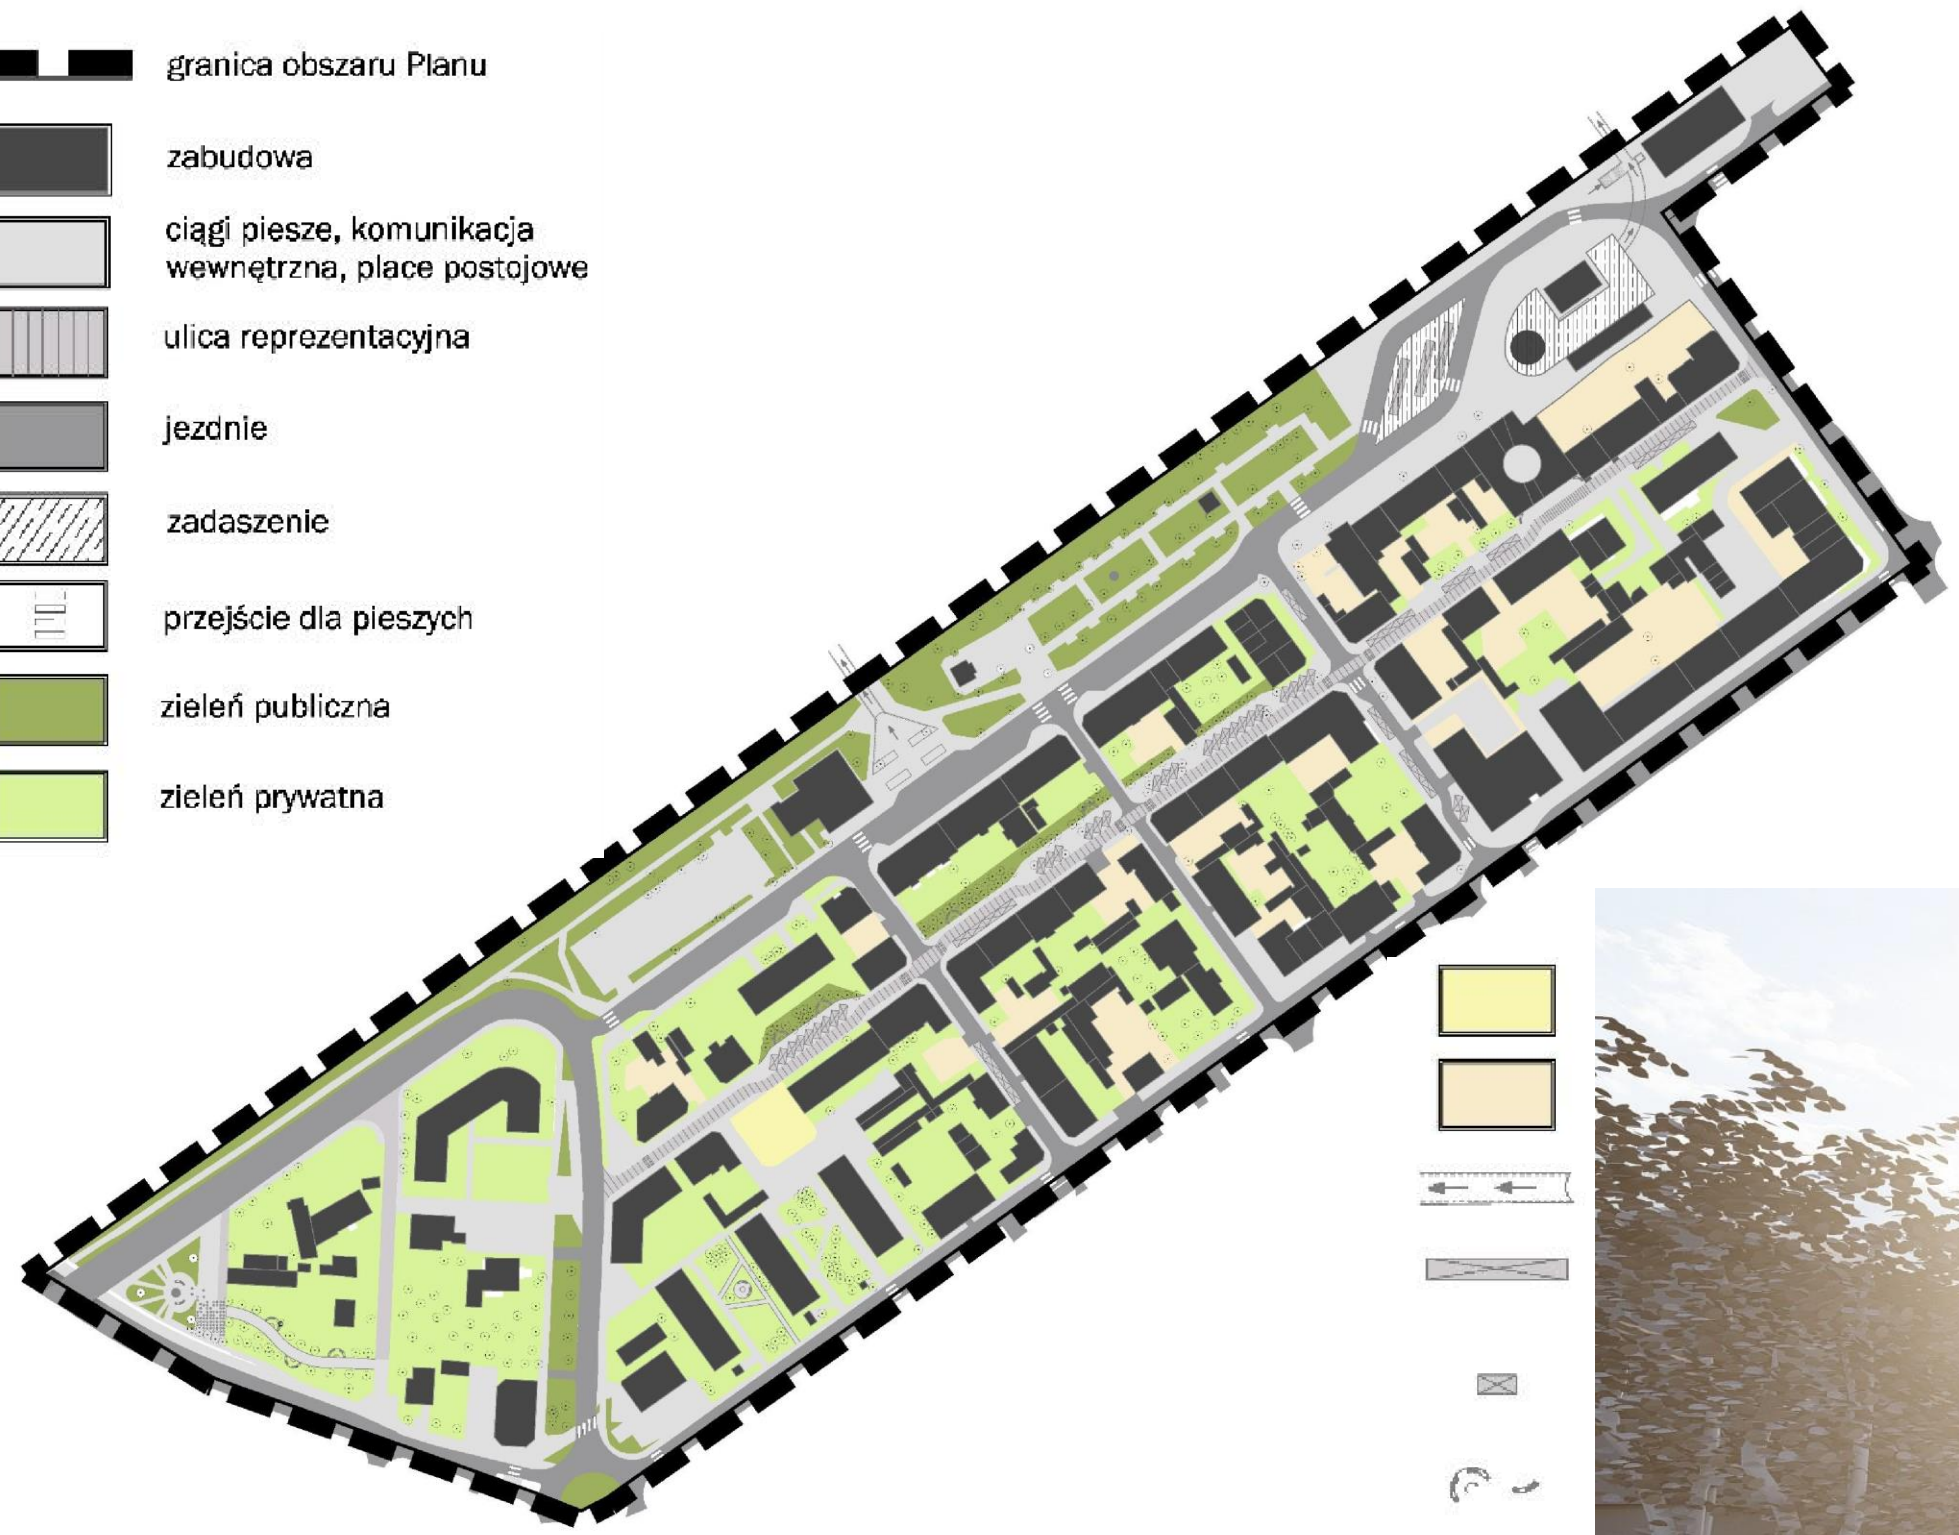 granica obszaru Planu
zabudowa
ciągi piesze, komunikacja
wewnętrzna, place postojowe
ulica reprezentacyjna
jezdnie
zadaszenie
przejście dla pieszych
zieleń publiczna
zieleń prywatna